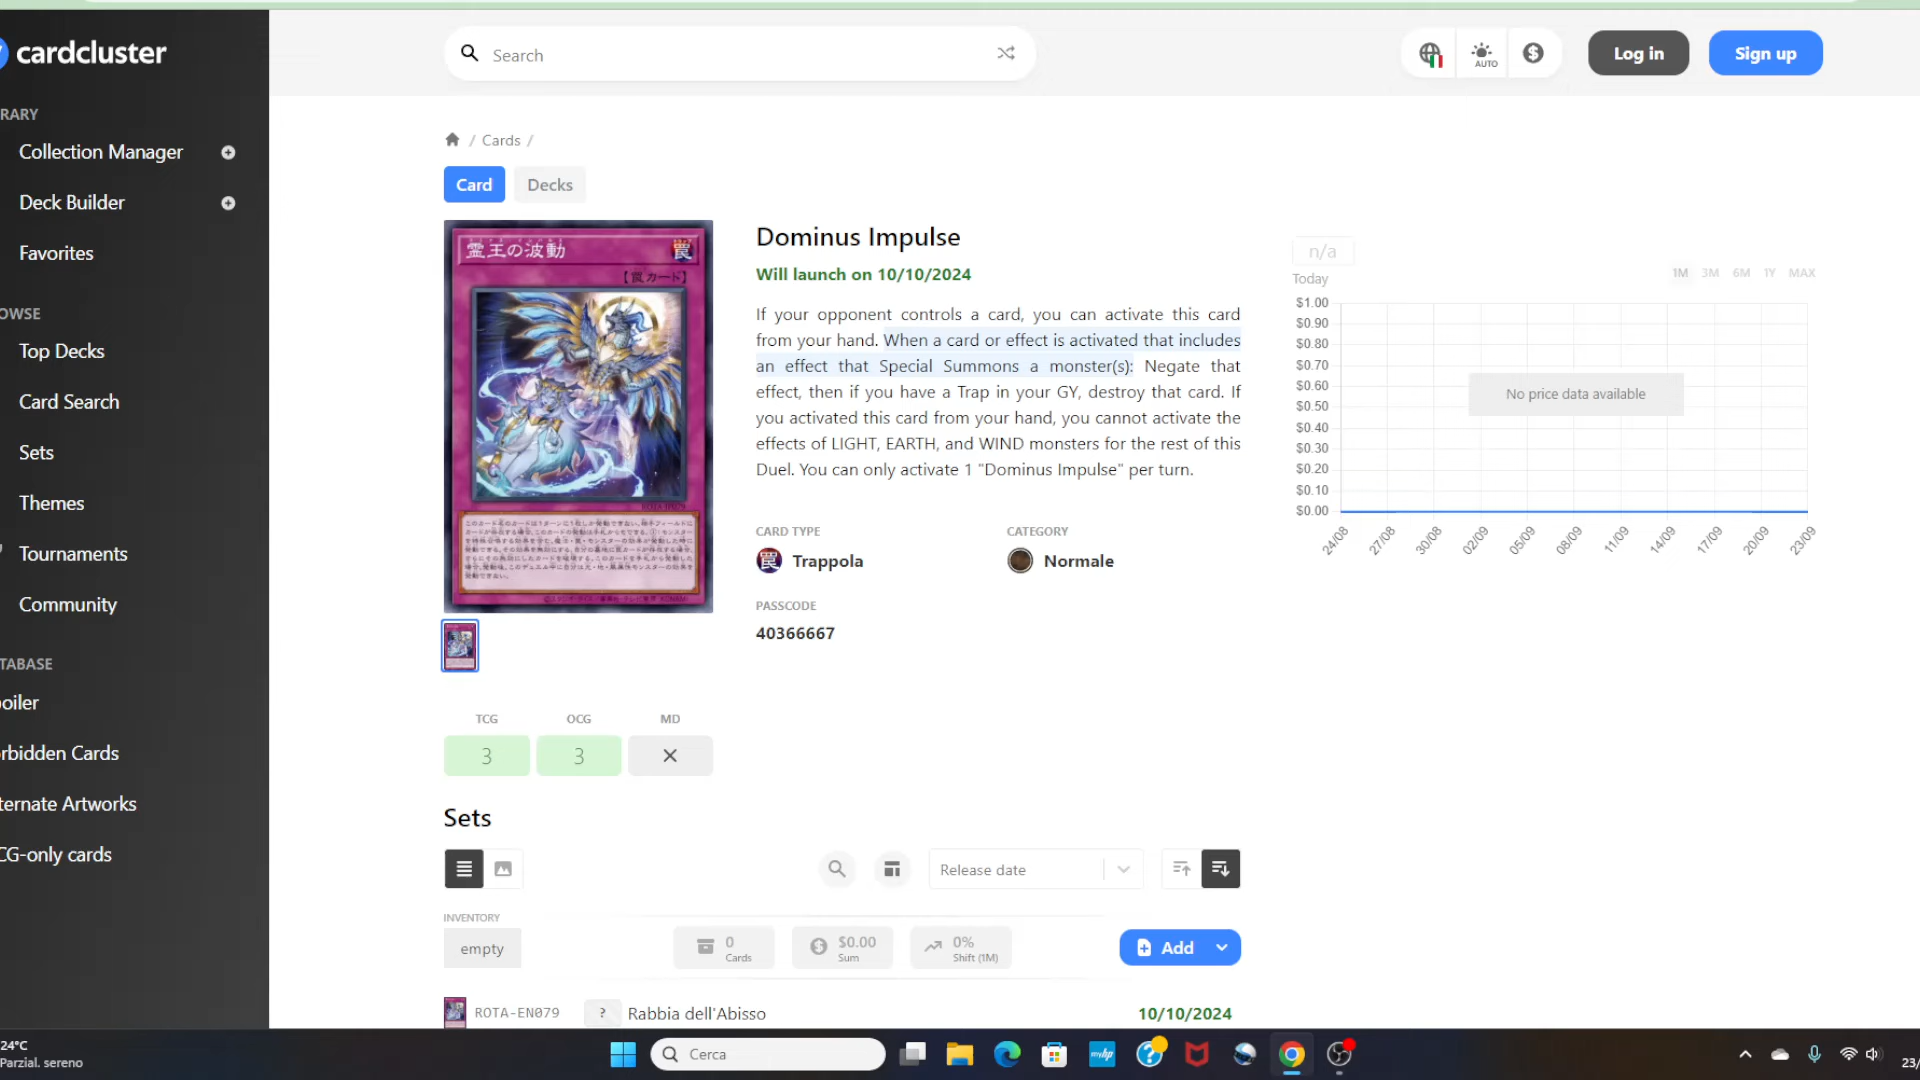 cardcluster
Search
AUTO
Log in
Sign up
RARY
Collection Manager
Deck Builder
Favorites
OWSE
Top Decks
Card Search
Sets
Themes
Tournaments
Community
TABASE
oiler
rbidden Cards
ternate Artworks
CG-only cards
/ Cards /
Card
Decks
霊王の波動
罠
【罠カード】
ROTA-JP079
Dominus Impulse
Will launch on 10/10/2024
If your opponent controls a card, you can activate this card
from your hand. When a card or effect is activated that includes
an effect that Special Summons a monster(s): Negate that
effect, then if you have a Trap in your GY, destroy that card. If
you activated this card from your hand, you cannot activate the
effects of LIGHT, EARTH, and WIND monsters for the rest of this
Duel. You can only activate 1 "Dominus Impulse" per turn.
CARD TYPE
罠 Trappola
CATEGORY
Normale
PASSCODE
40366667
n/a
Today
1M 3M 6M 1Y MAX
$1.00
$0.90
$0.80
$0.70
$0.60
$0.50
$0.40
$0.30
$0.20
$0.10
$0.00
No price data available
24/08 27/08 30/08 02/09 05/09 08/09 11/09 14/09 17/09 20/09 23/09
TCG OCG MD
3 3
Sets
Release date
INVENTORY
empty
0
Cards
$0.00
Sum
0%
Shift (1M)
Add
ROTA-EN079 ? Rabbia dell'Abisso 10/10/2024
24°C
Parzial. sereno
Cerca
myhp
23/